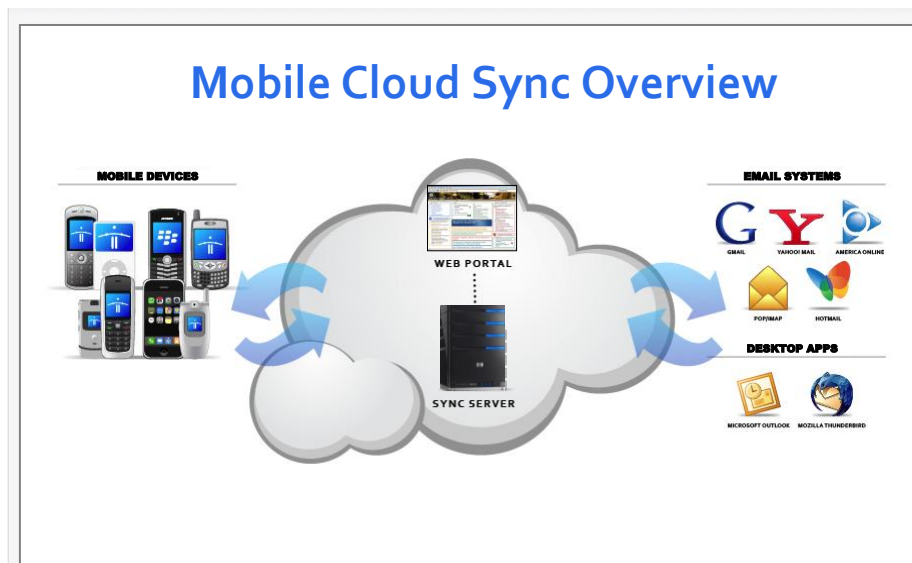 Mobile Cloud Sync Overview
MOBILE DEVICES
WEB PORTAL
SYNC SERVER
EMAIL SYSTEMS
GMAIL
YAHOO! MAIL
AMERICA ONLINE
POP/IMAP
HOTMAIL
DESKTOP APPS
MICROSOFT OUTLOOK
MOZILLA THUNDERBIRD